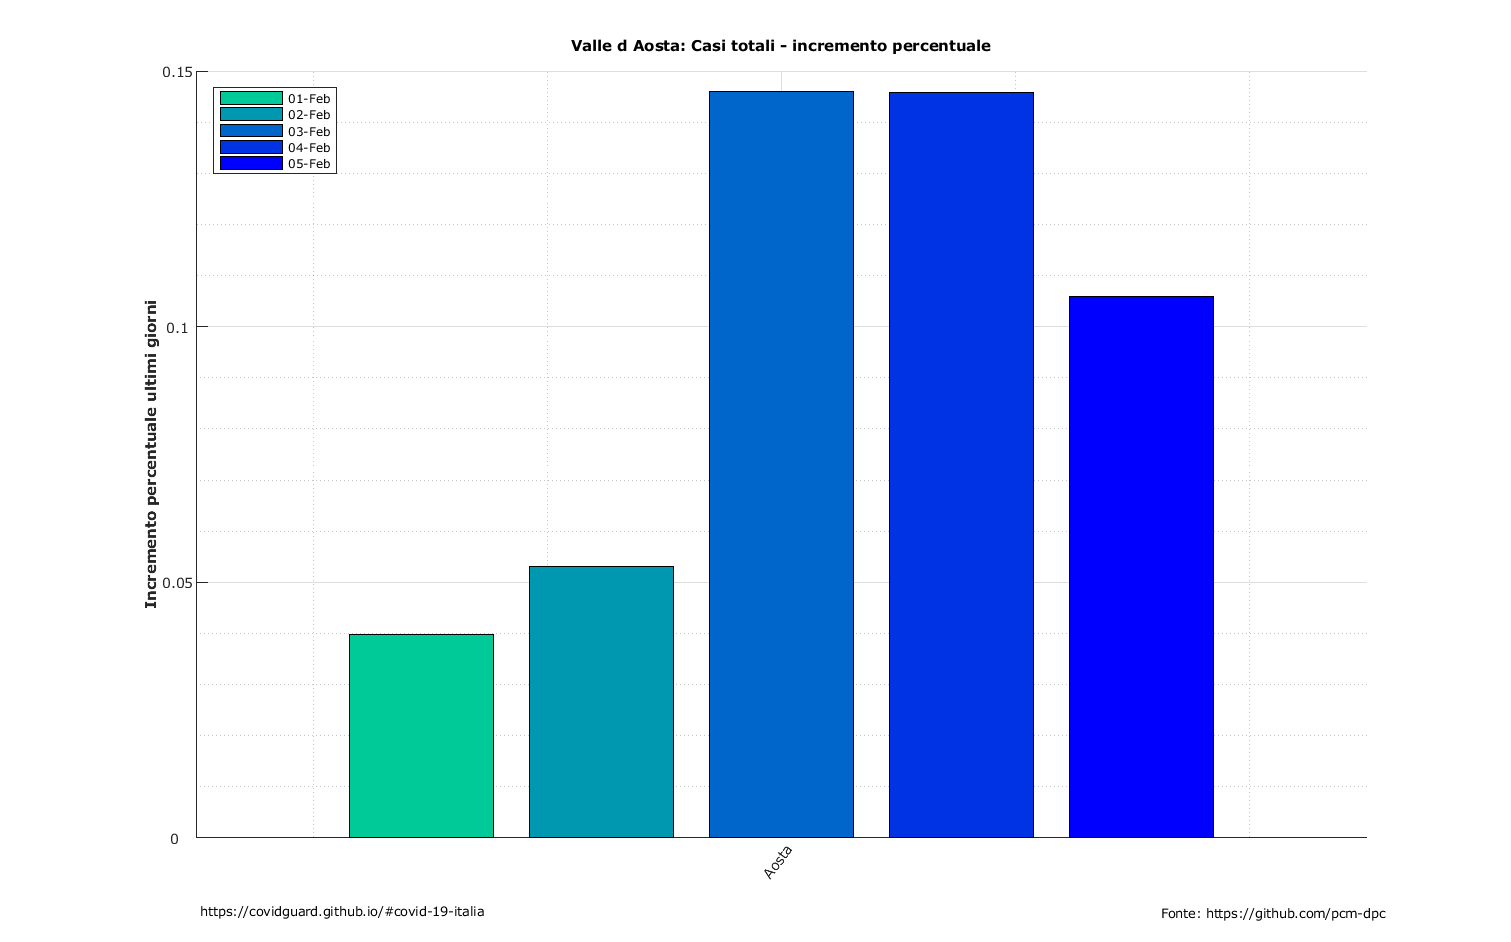 Valle d Aosta: Casi totali - incremento percentuale
0.15
01-Feb
02-Feb
03-Feb
04-Feb
05-Feb
0.1
Incremento percentuale ultimi giorni
0.05
0
Aosta
https://covidguard.github.io/#covid-19-italia
Fonte: https://github.com/pcm-dpc